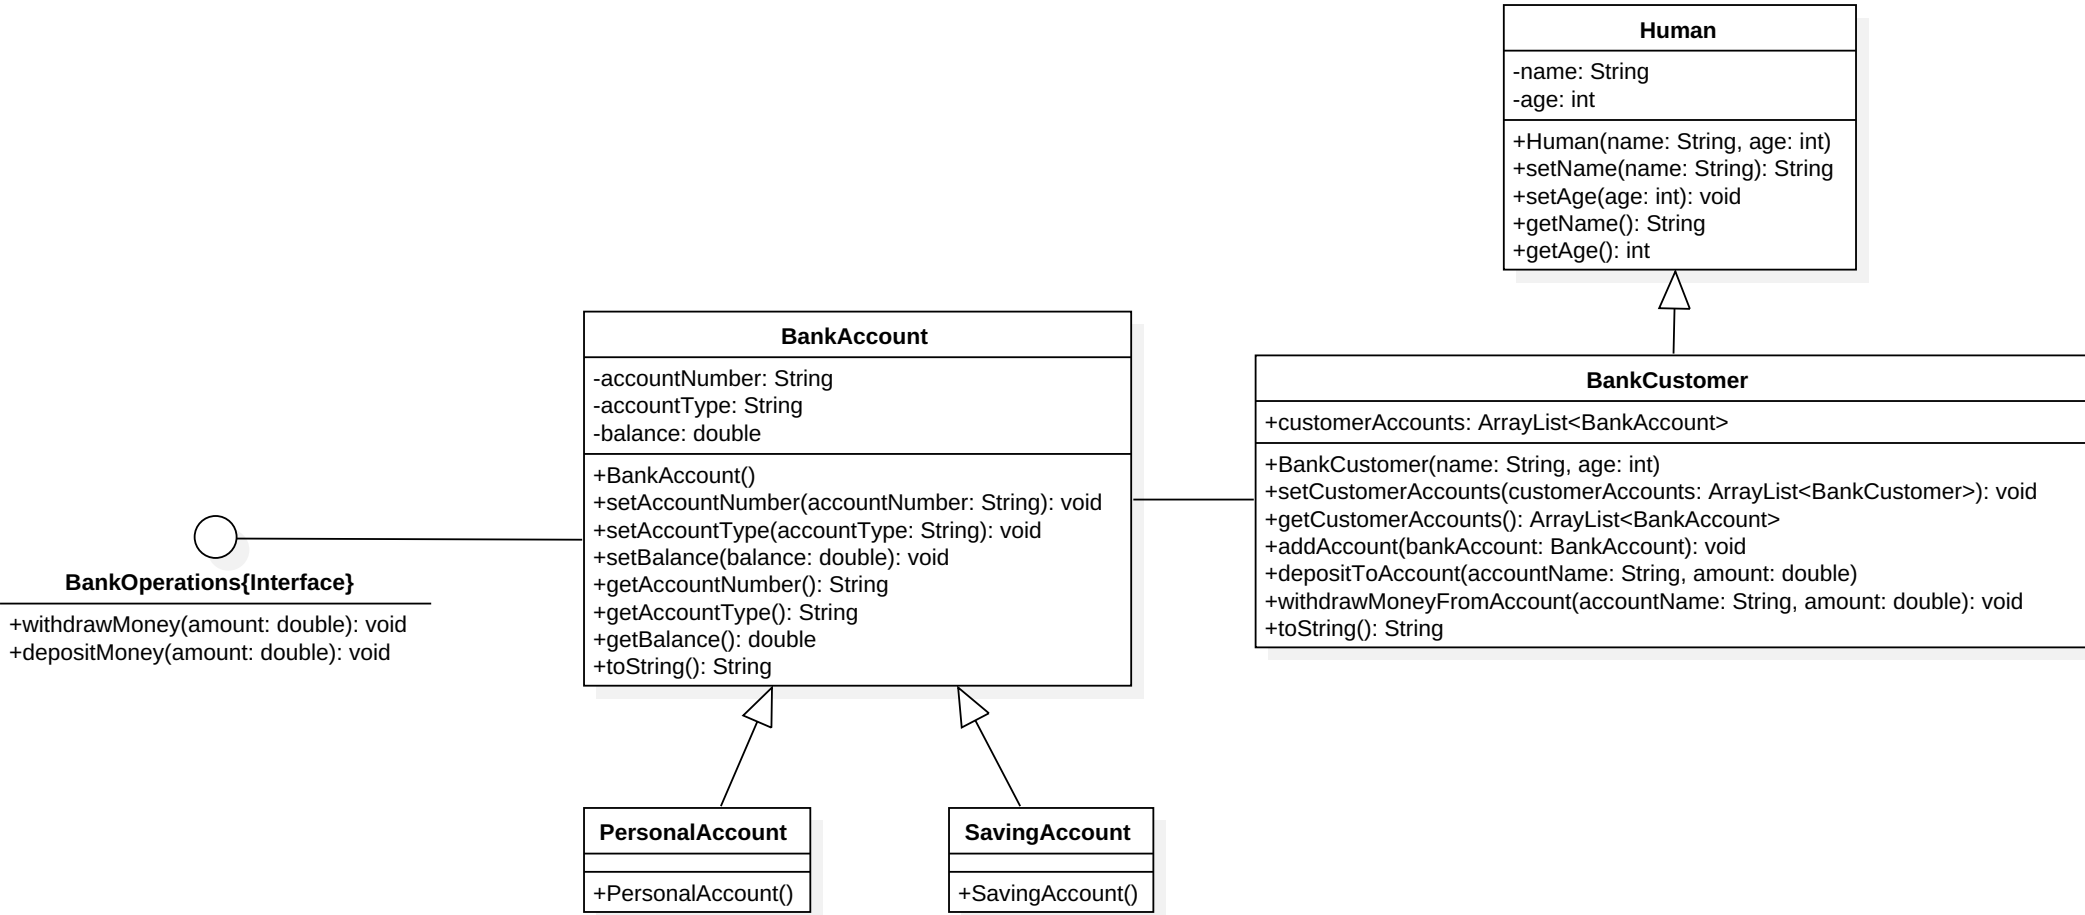 Human
-name: String
-age: int
+Human(name: String, age: int)
+setName(name: String): String
+setAge(age: int): void
+getName(): String
+getAge(): int
BankAccount
-accountNumber: String
-accountType: String
-balance: double
+BankAccount()
+setAccountNumber(accountNumber: String): void
+setAccountType(accountType: String): void
+setBalance(balance: double): void
+getAccountNumber(): String
+getAccountType(): String
+getBalance(): double
+toString(): String
BankCustomer
+customerAccounts: ArrayList<BankAccount>
+BankCustomer(name: String, age: int)
+setCustomerAccounts(customerAccounts: ArrayList<BankCustomer>): void
+getCustomerAccounts(): ArrayList<BankAccount>
+addAccount(bankAccount: BankAccount): void
+depositToAccount(accountName: String, amount: double)
+withdrawMoneyFromAccount(accountName: String, amount: double): void
+toString(): String
BankOperations{Interface}
+withdrawMoney(amount: double): void
+depositMoney(amount: double): void
PersonalAccount
+PersonalAccount()
SavingAccount
+SavingAccount()